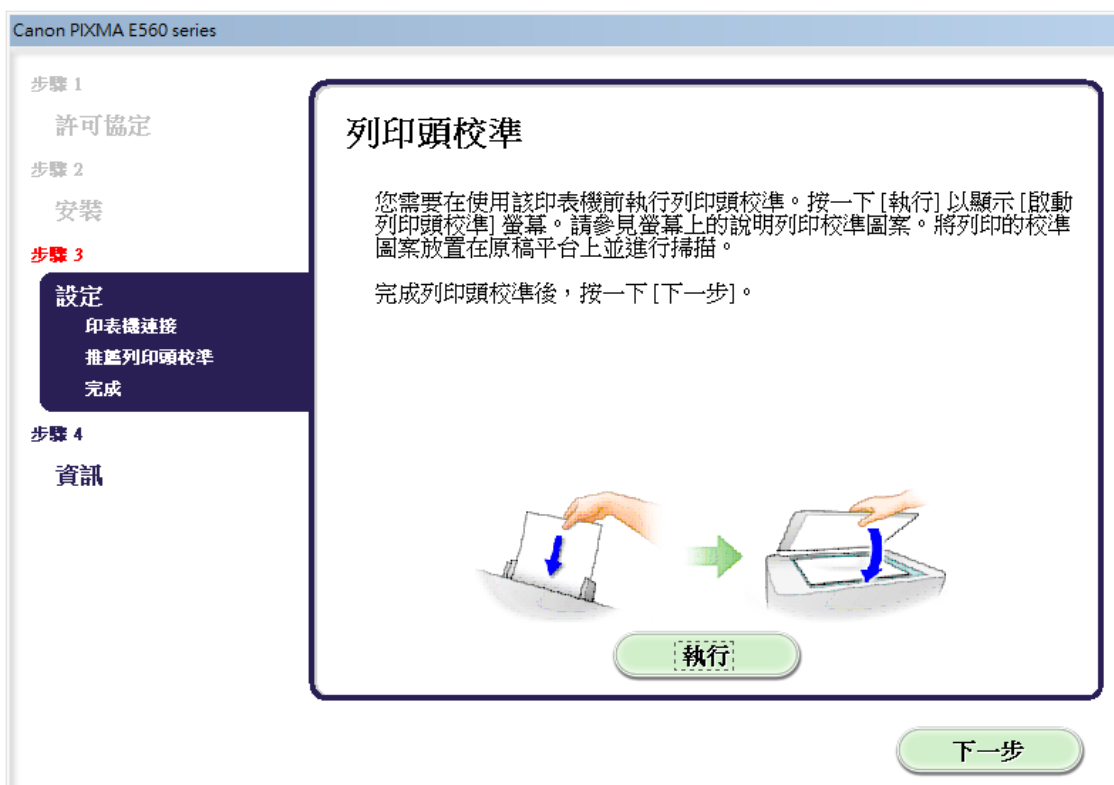 Canon PIXMA E560 series
步驟 1
許可協定
步驟 2
安裝
步驟 3
設定
印表機連接
推薦列印頭校準
完成
步驟 4
資訊
列印頭校準
您需要在使用該印表機前執行列印頭校準。按一下 [執行] 以顯示 [啟動
列印頭校準] 螢幕。請參見螢幕上的說明列印校準圖案。將列印的校準
圖案放置在原稿平台上並進行掃描。
完成列印頭校準後，按一下 [下一步]。
執行
下一步